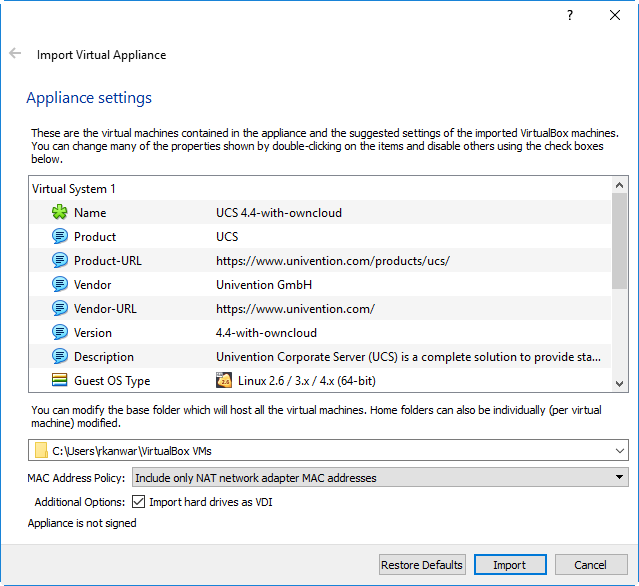 ?
Import Virtual Appliance
Appliance settings
These are the virtual machines contained in the appliance and the suggested settings of the imported VirtualBox machines.
You can change many of the properties shown by double-clicking on the items and disable others using the check boxes
below.
Virtual System 1
Name UCS 4.4-with-owncloud
Product UCS
Product-URL https://www.univention.com/products/ucs/
Vendor Univention GmbH
Vendor-URL https://www.univention.com/
Version 4.4-with-owncloud
Description Univention Corporate Server (UCS) is a complete solution to provide sta...
Guest OS Type 2.6 Linux 2.6 / 3.x / 4.x (64-bit)
You can modify the base folder which will host all the virtual machines. Home folders can also be individually (per virtual
machine) modified.
C:\Users\rkanwar\VirtualBox VMs
MAC Address Policy: Include only NAT network adapter MAC addresses
Additional Options: Import hard drives as VDI
Appliance is not signed
Restore Defaults Import Cancel